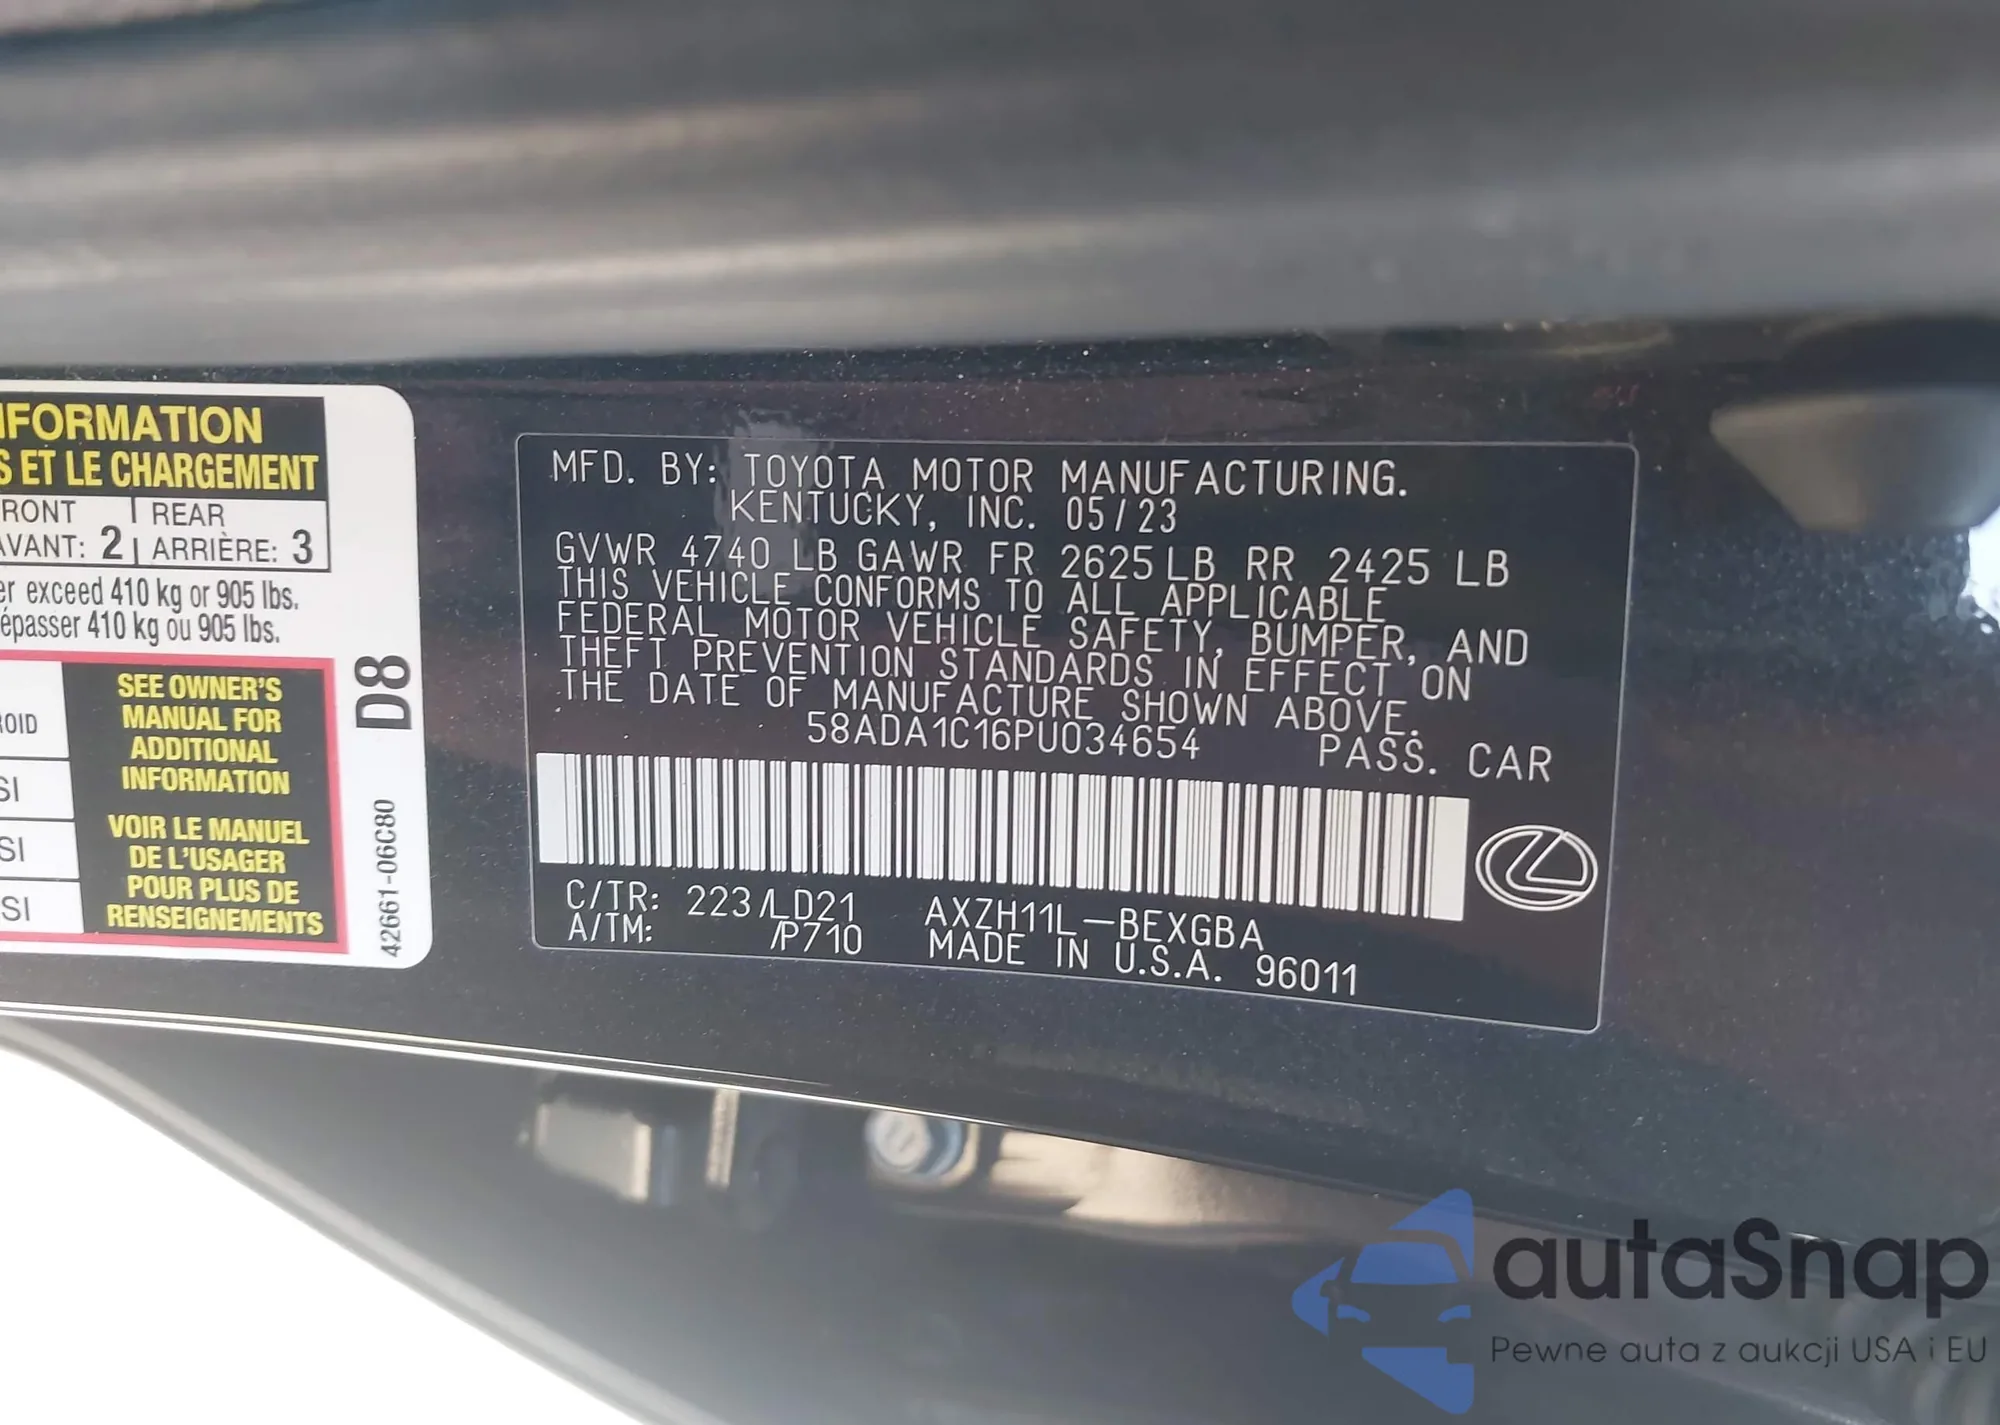 NFORMATION
S ET LE CHARGEMENT
RONT REAR
AVANT: 2 ARRIÈRE: 3
er exceed 410 kg or 905 lbs.
épasser 410 kg ou 905 lbs.
SEE OWNER'S
MANUAL FOR
ADDITIONAL
INFORMATION
VOIR LE MANUEL
DE L'USAGER
POUR PLUS DE
RENSEIGNEMENTS
OID
SI
SI
SI
D8
42661-06C80
MFD. BY: TOYOTA MOTOR MANUFACTURING.
KENTUCKY, INC. 05/23
GVWR 4740 LB GAWR FR 2625 LB RR 2425 LB
THIS VEHICLE CONFORMS TO ALL APPLICABLE
FEDERAL MOTOR VEHICLE SAFETY, BUMPER, AND
THEFT PREVENTION STANDARDS IN EFFECT ON
THE DATE OF MANUFACTURE SHOWN ABOVE.
58ADA1C16PU034654 PASS. CAR
C/TR: 223/LD21 AXZH11L-BEXGBA
A/TM: /P710 MADE IN U.S.A. 96011
autaSnap
Pewne auta z aukcji USA i EU